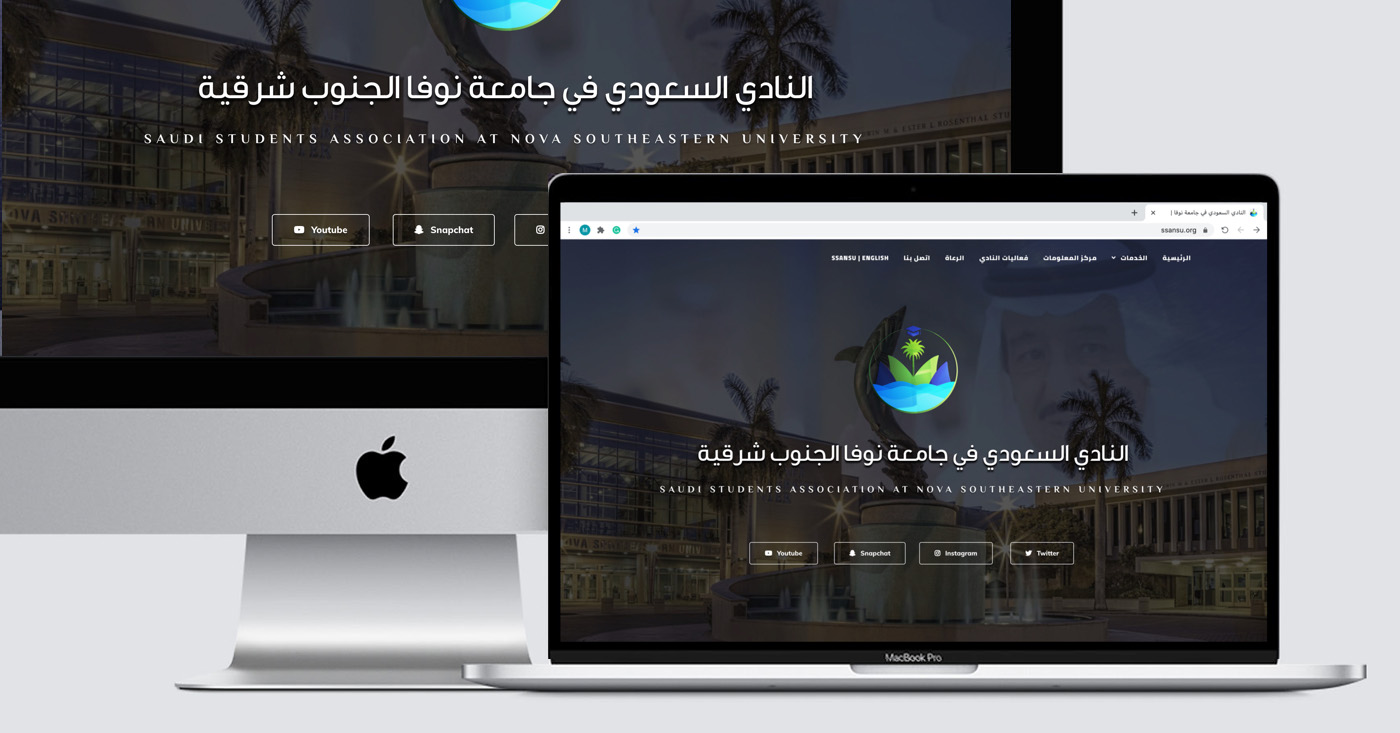 النادي السعودي في جامعة نوفا الجنوب شرقية
SAUDI STUDENTS ASSOCIATION AT NOVA SOUTHEASTERN UNIVERSITY
Youtube
Snapchat
النادي السعودي في جامعة نوفا |
M
ssansu.org
الرئيسية الخدمات مركز المعلومات فعاليات النادي الرعاة اتصل بنا SSANSU | ENGLISH
النادي السعودي في جامعة نوفا الجنوب شرقية
SAUDI STUDENTS ASSOCIATION AT NOVA SOUTHEASTERN UNIVERSITY
Youtube Snapchat Instagram Twitter
MacBook Pro